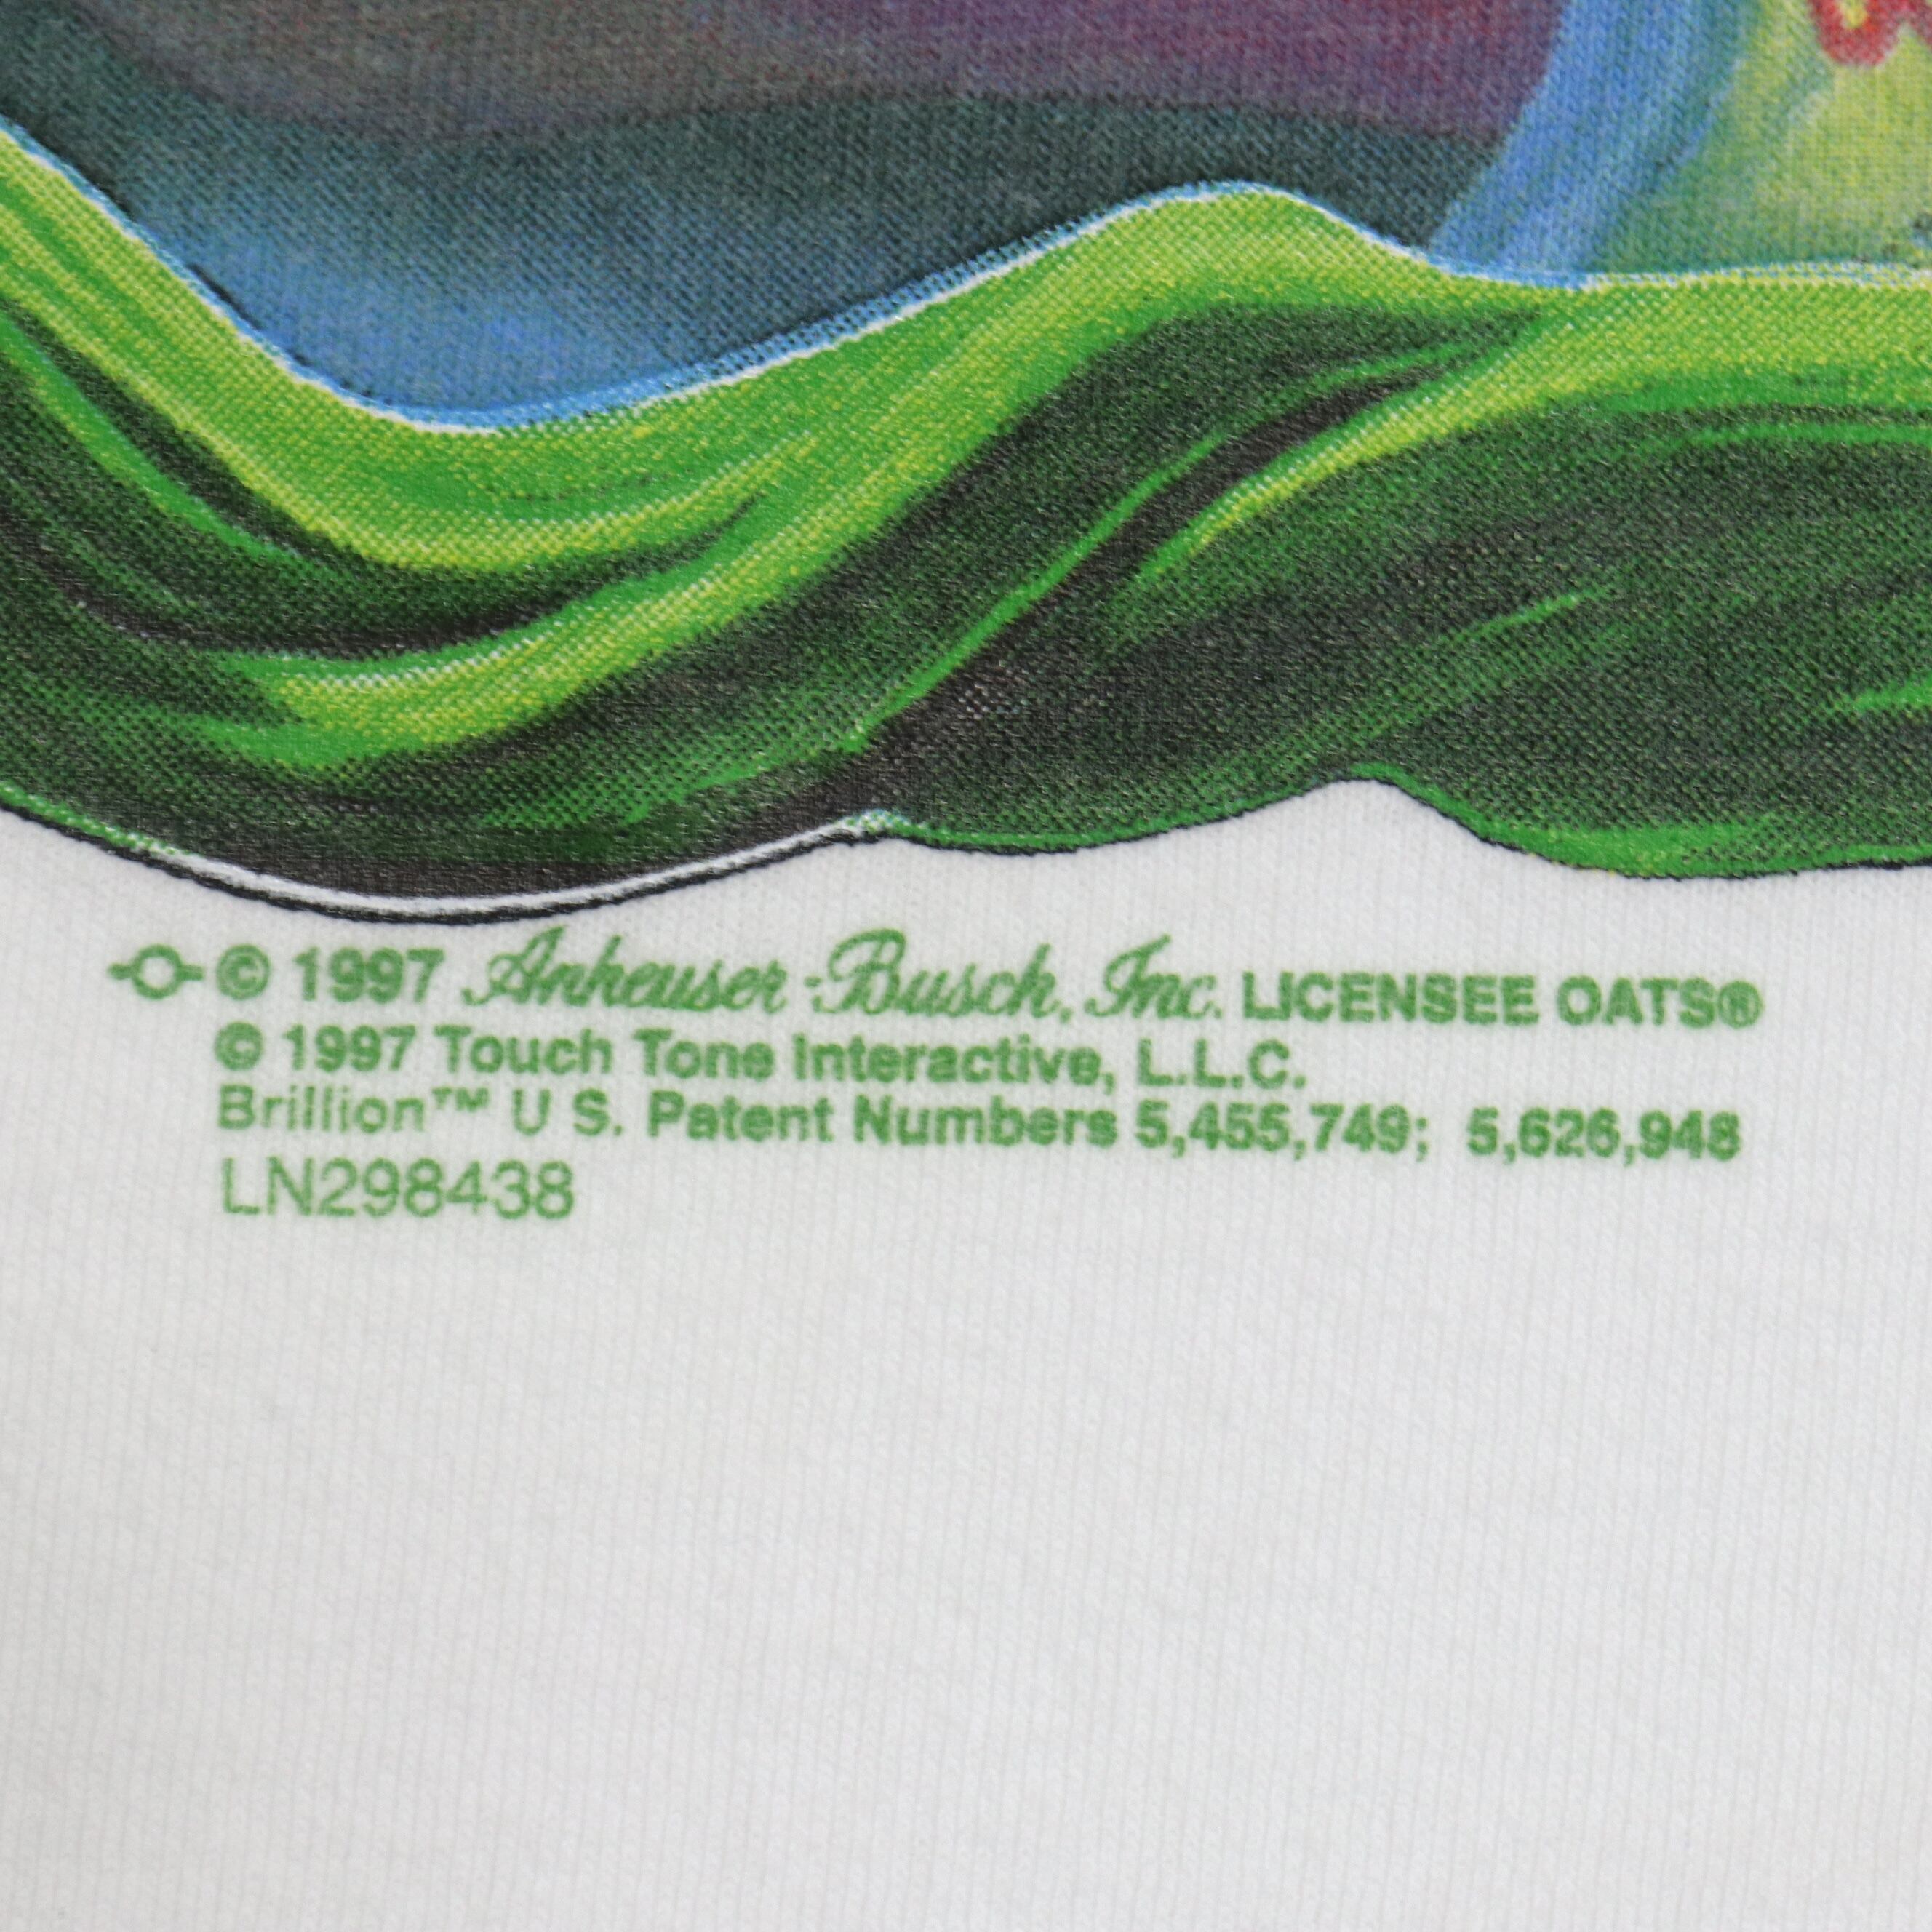 © 1997 Anheuser-Busch, Inc. LICENSEE OATS®
© 1997 Touch Tone Interactive, L.L.C.
Brillion™ U S. Patent Numbers 5,455,749; 5,626,948
LN298438